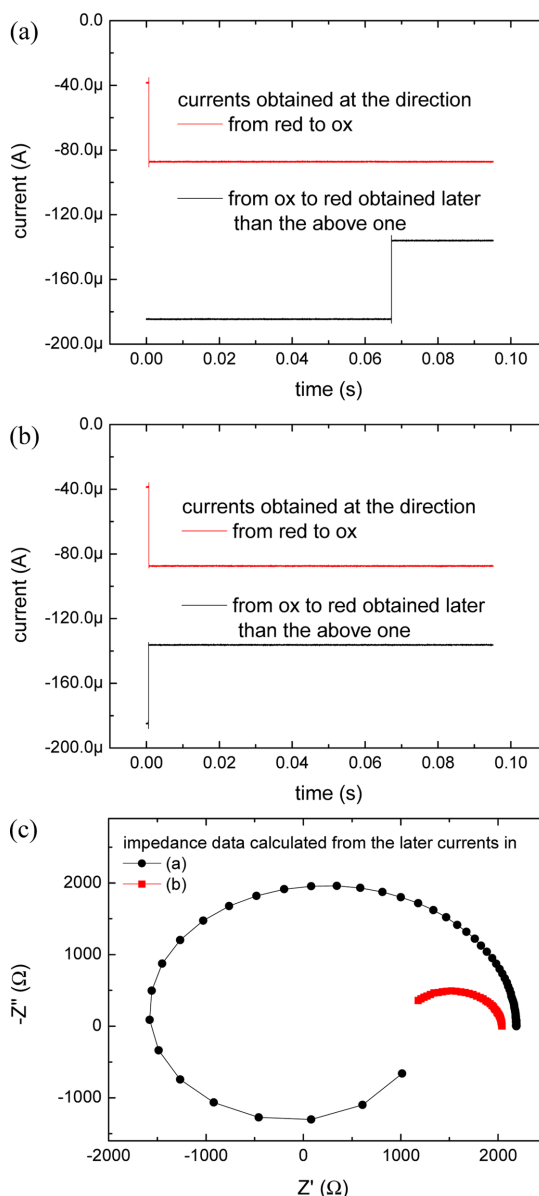 (a)
0.0
-40.0µ
-80.0µ
-120.0µ
-160.0µ
-200.0µ
current (A)
currents obtained at the direction
from red to ox
from ox to red obtained later
than the above one
0.00 0.02 0.04 0.06 0.08 0.10
time (s)
(b)
0.0
-40.0µ
-80.0µ
-120.0µ
-160.0µ
-200.0µ
current (A)
currents obtained at the direction
from red to ox
from ox to red obtained later
than the above one
0.00 0.02 0.04 0.06 0.08 0.10
time (s)
(c)
impedance data calculated from the later currents in
(a)
(b)
2000
1000
0
-1000
-Z'' (Ω)
-2000 -1000 0 1000 2000
Z' (Ω)